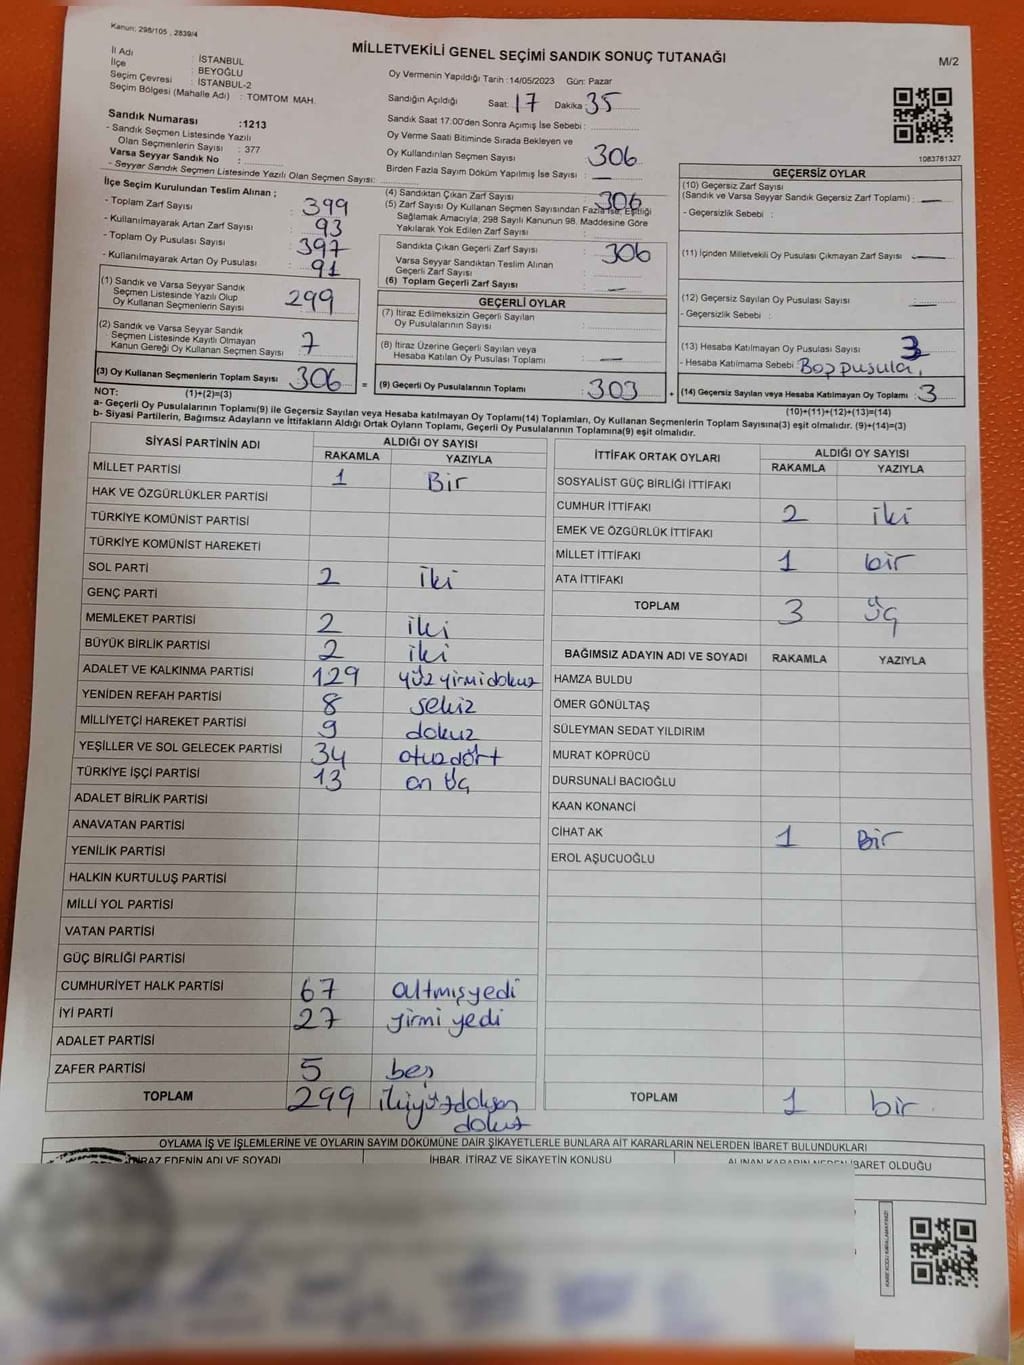 Kanun: 298/105 , 2839/4
MİLLETVEKİLİ GENEL SEÇİMİ SANDIK SONUÇ TUTANAĞI
M/2
İl Adı : İSTANBUL
İlçe : BEYOĞLU
Seçim Çevresi : İSTANBUL-2
Seçim Bölgesi (Mahalle Adı) : TOMTOM MAH.
Sandık Numarası :1213
- Sandık Seçmen Listesinde Yazılı
Olan Seçmenlerin Sayısı : 377
Varsa Seyyar Sandık No :
- Seyyar Sandık Seçmen Listesinde Yazılı Olan Seçmen Sayısı:
Oy Vermenin Yapıldığı Tarih :14/05/2023 Gün: Pazar
Sandığın Açıldığı Saat: 17 Dakika 35
Sandık Saat 17:00'den Sonra Açımış İse Sebebi :
Oy Verme Saati Bitiminde Sırada Bekleyen ve
Oy Kullandırılan Seçmen Sayısı : 306
Birden Fazla Sayım Döküm Yapılmış İse Sayısı : —
1083781327
İlçe Seçim Kurulundan Teslim Alınan ;
- Toplam Zarf Sayısı : 399
- Kullanılmayarak Artan Zarf Sayısı : 93
- Toplam Oy Pusulası Sayısı : 397
- Kullanılmayarak Artan Oy Pusulası : 91
(1) Sandık ve Varsa Seyyar Sandık
Seçmen Listesinde Yazılı Olup
Oy Kullanan Seçmenlerin Sayısı : 299
(2) Sandık ve Varsa Seyyar Sandık
Seçmen Listesinde Kayıtlı Olmayan
Kanun Gereği Oy Kullanan Seçmen Sayısı : 7
(3) Oy Kullanan Seçmenlerin Toplam Sayısı : 306
(1)+(2)=(3)
(4) Sandıktan Çıkan Zarf Sayısı : 306
(5) Zarf Sayısı Oy Kullanan Seçmen Sayısından Fazla İse, Eşitliği
Sağlamak Amacıyla, 298 Sayılı Kanunun 98. Maddesine Göre
Yakılarak Yok Edilen Zarf Sayısı :
Sandıkta Çıkan Geçerli Zarf Sayısı : 306
Varsa Seyyar Sandıktan Teslim Alınan
Geçerli Zarf Sayısı :
(6) Toplam Geçerli Zarf Sayısı : —
GEÇERLİ OYLAR
(7) İtiraz Edilmeksizin Geçerli Sayılan
Oy Pusulalarının Sayısı :
(8) İtiraz Üzerine Geçerli Sayılan veya
Hesaba Katılan Oy Pusulası Toplamı : —
= (9) Geçerli Oy Pusulalarının Toplamı : 303
GEÇERSİZ OYLAR
(10) Geçersiz Zarf Sayısı
(Sandık ve Varsa Seyyar Sandık Geçersiz Zarf Toplamı) : —
- Geçersizlik Sebebi :
(11) İçinden Milletvekili Oy Pusulası Çıkmayan Zarf Sayısı : —
(12) Geçersiz Sayılan Oy Pusulası Sayısı : —
- Geçersizlik Sebebi :
(13) Hesaba Katılmayan Oy Pusulası Sayısı : 3
- Hesaba Katılmama Sebebi : Boş pusula,
+ (14) Geçersiz Sayılan veya Hesaba Katılmayan Oy Toplamı : 3
(10)+(11)+(12)+(13)=(14)
NOT:
a- Geçerli Oy Pusulalarının Toplamı(9) ile Geçersiz Sayılan veya Hesaba katılmayan Oy Toplamı(14) Toplamları, Oy Kullanan Seçmenlerin Toplam Sayısına(3) eşit olmalıdır. (9)+(14)=(3)
b- Siyasi Partilerin, Bağımsız Adayların ve İttifakların Aldığı Ortak Oyların Toplamı, Geçerli Oy Pusulalarının Toplamına(9) eşit olmalıdır.
SİYASİ PARTİNİN ADI ALDIĞI OY SAYISI
RAKAMLA YAZIYLA
MİLLET PARTİSİ 1 Bir
HAK VE ÖZGÜRLÜKLER PARTİSİ
TÜRKİYE KOMÜNİST PARTİSİ
TÜRKİYE KOMÜNİST HAREKETİ
SOL PARTİ 2 iki
GENÇ PARTİ
MEMLEKET PARTİSİ 2 iki
BÜYÜK BİRLİK PARTİSİ 2 iki
ADALET VE KALKINMA PARTİSİ 129 yüzyirmidokuz
YENİDEN REFAH PARTİSİ 8 sekiz
MİLLİYETÇİ HAREKET PARTİSİ 9 dokuz
YEŞİLLER VE SOL GELECEK PARTİSİ 34 otuzdört
TÜRKİYE İŞÇİ PARTİSİ 13 on üç
ADALET BİRLİK PARTİSİ
ANAVATAN PARTİSİ
YENİLİK PARTİSİ
HALKIN KURTULUŞ PARTİSİ
MİLLİ YOL PARTİSİ
VATAN PARTİSİ
GÜÇ BİRLİĞİ PARTİSİ
CUMHURİYET HALK PARTİSİ 67 altmışyedi
İYİ PARTİ 27 yirmi yedi
ADALET PARTİSİ
ZAFER PARTİSİ 5 beş
TOPLAM 299 ikiyüzdoksan
dokuz
İTTİFAK ORTAK OYLARI ALDIĞI OY SAYISI
RAKAMLA YAZIYLA
SOSYALİST GÜÇ BİRLİĞİ İTTİFAKI
CUMHUR İTTİFAKI 2 iki
EMEK VE ÖZGÜRLÜK İTTİFAKI
MİLLET İTTİFAKI 1 bir
ATA İTTİFAKI
TOPLAM 3 Üç
BAĞIMSIZ ADAYIN ADI VE SOYADI RAKAMLA YAZIYLA
HAMZA BULDU
ÖMER GÖNÜLTAŞ
SÜLEYMAN SEDAT YILDIRIM
MURAT KÖPRÜCÜ
DURSUNALİ BACIOĞLU
KAAN KONANCİ
CİHAT AK 1 Bir
EROL AŞUCUOĞLU
TOPLAM 1 bir
OYLAMA İŞ VE İŞLEMLERİNE VE OYLARIN SAYIM DÖKÜMÜNE DAİR ŞİKAYETLERLE BUNLARA AİT KARARLARIN NELERDEN İBARET BULUNDUKLARI
İTİRAZ EDENİN ADI VE SOYADI İHBAR, İTİRAZ VE ŞİKAYETİN KONUSU ALINAN KARARIN NEDEN İBARET OLDUĞU